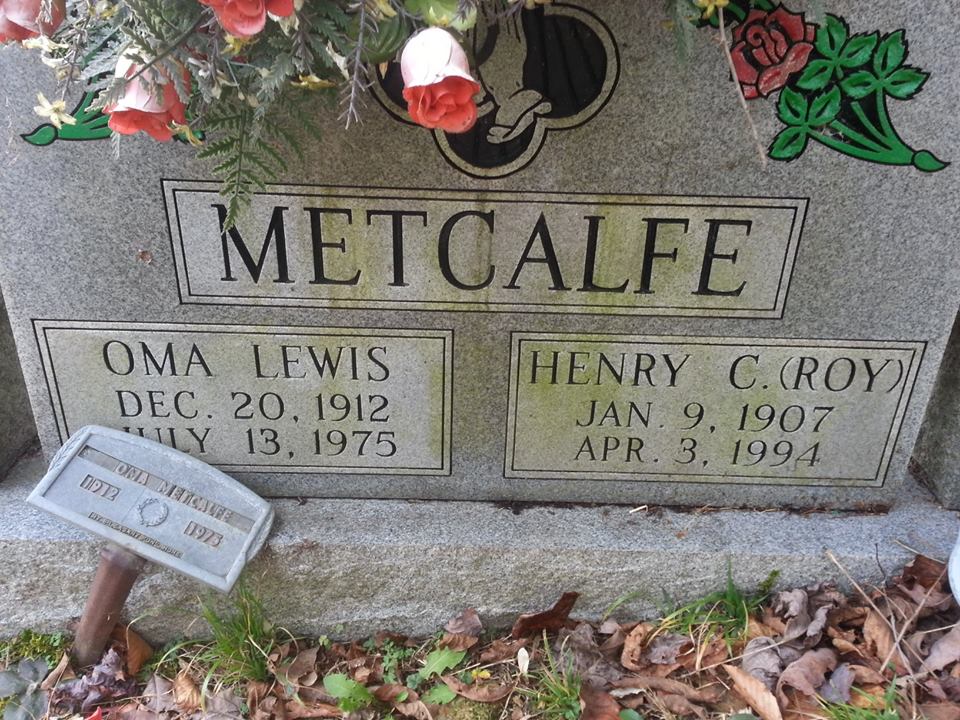 METCALFE
OMA LEWIS
DEC. 20, 1912
JULY 13, 1975
HENRY C. (ROY)
JAN. 9, 1907
APR. 3, 1994
OMA METCALFE
1912
1975